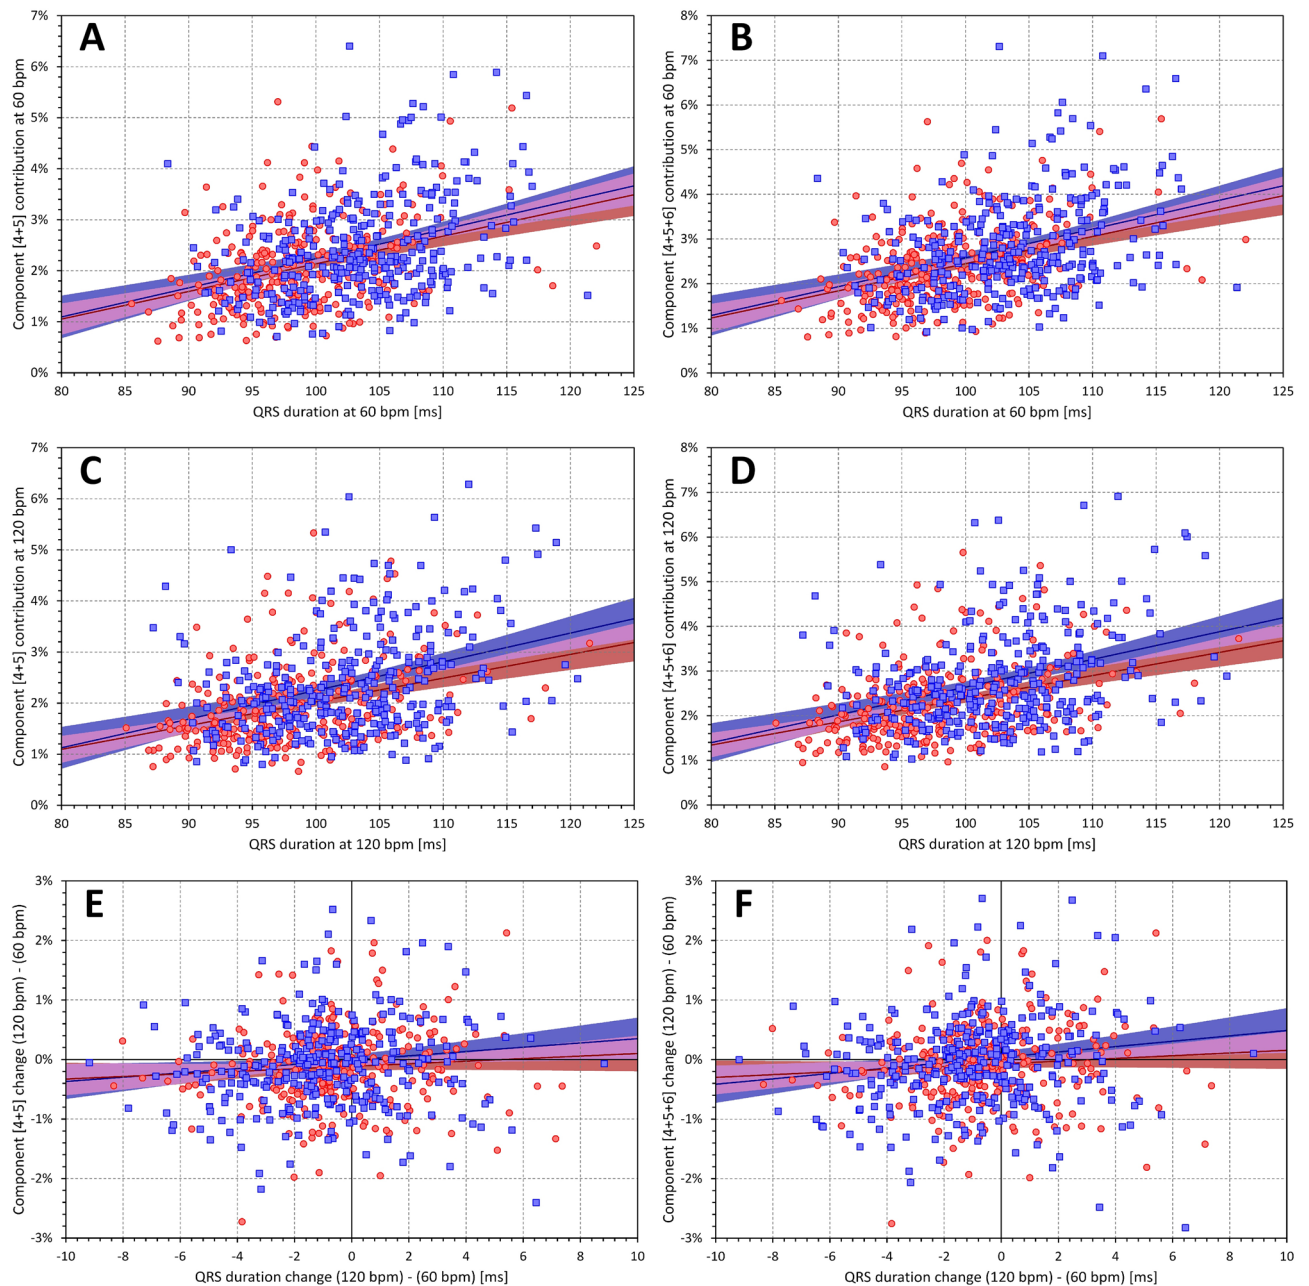 A
Component [4+5] contribution at 60 bpm
7%
6%
5%
4%
3%
2%
1%
0%
80 85 90 95 100 105 110 115 120 125
QRS duration at 60 bpm [ms]
B
Component [4+5+6] contribution at 60 bpm
8%
7%
6%
5%
4%
3%
2%
1%
0%
80 85 90 95 100 105 110 115 120 125
QRS duration at 60 bpm [ms]
C
Component [4+5] contribution at 120 bpm
7%
6%
5%
4%
3%
2%
1%
0%
80 85 90 95 100 105 110 115 120 125
QRS duration at 120 bpm [ms]
D
Component [4+5+6] contribution at 120 bpm
8%
7%
6%
5%
4%
3%
2%
1%
0%
80 85 90 95 100 105 110 115 120 125
QRS duration at 120 bpm [ms]
E
Component [4+5] change (120 bpm) - (60 bpm)
3%
2%
1%
0%
-1%
-2%
-3%
-10 -8 -6 -4 -2 0 2 4 6 8 10
QRS duration change (120 bpm) - (60 bpm) [ms]
F
Component [4+5+6] change (120 bpm) - (60 bpm)
3%
2%
1%
0%
-1%
-2%
-3%
-10 -8 -6 -4 -2 0 2 4 6 8 10
QRS duration change (120 bpm) - (60 bpm) [ms]